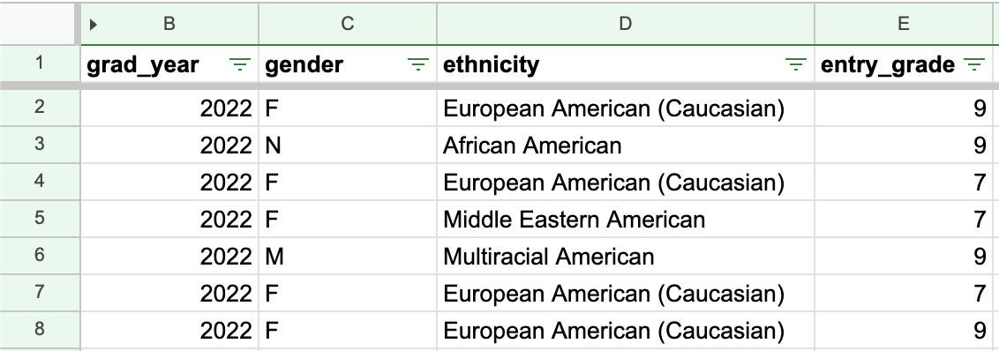 B C D E
1 grad_year gender ethnicity entry_grade
2 2022 F European American (Caucasian) 9
3 2022 N African American 9
4 2022 F European American (Caucasian) 7
5 2022 F Middle Eastern American 7
6 2022 M Multiracial American 9
7 2022 F European American (Caucasian) 7
8 2022 F European American (Caucasian) 9